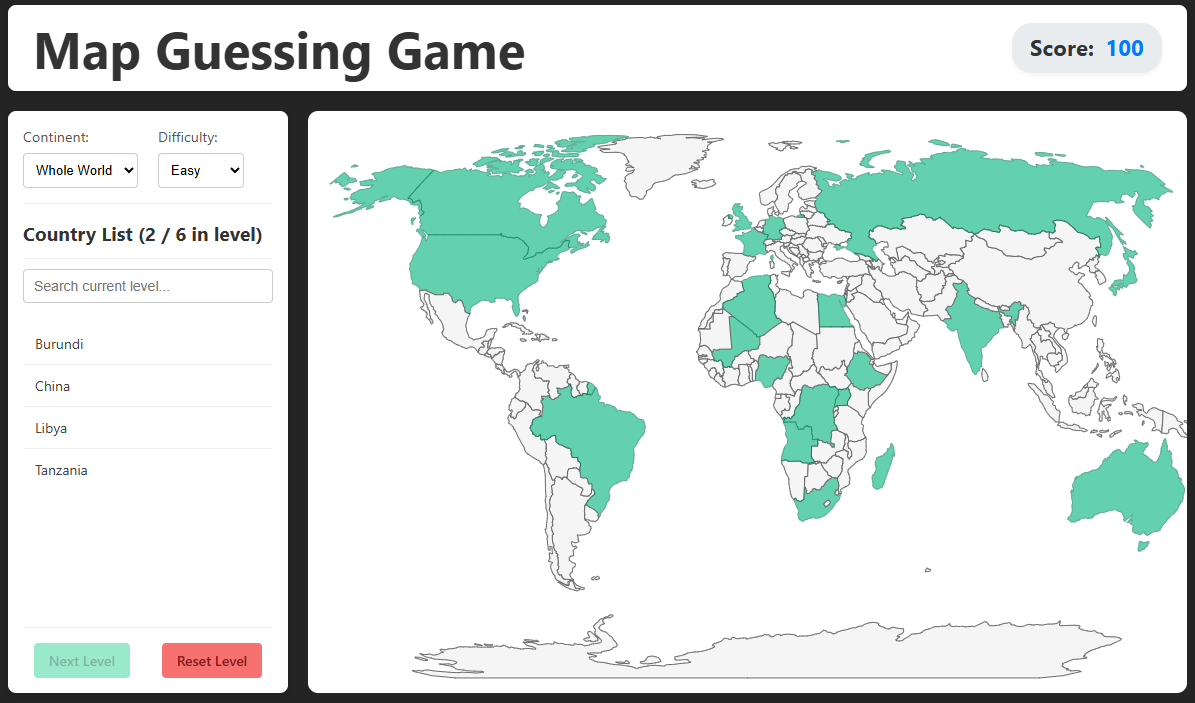 Map Guessing Game
Score: 100
Continent: Difficulty:
Whole World Easy
Country List (2 / 6 in level)
Search current level...
Burundi
China
Libya
Tanzania
Next Level Reset Level